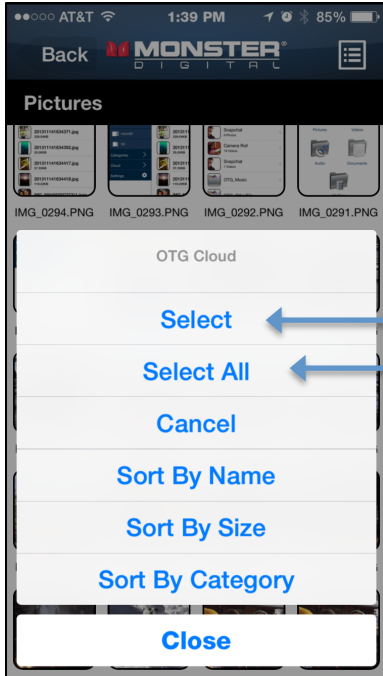 AT&T 1:39 PM 85%
Back MONSTER®
DIGITAL
Pictures
IMG_0294.PNG IMG_0293.PNG IMG_0292.PNG IMG_0291.PNG
OTG Cloud
Select
Select All
Cancel
Sort By Name
Sort By Size
Sort By Category
Close